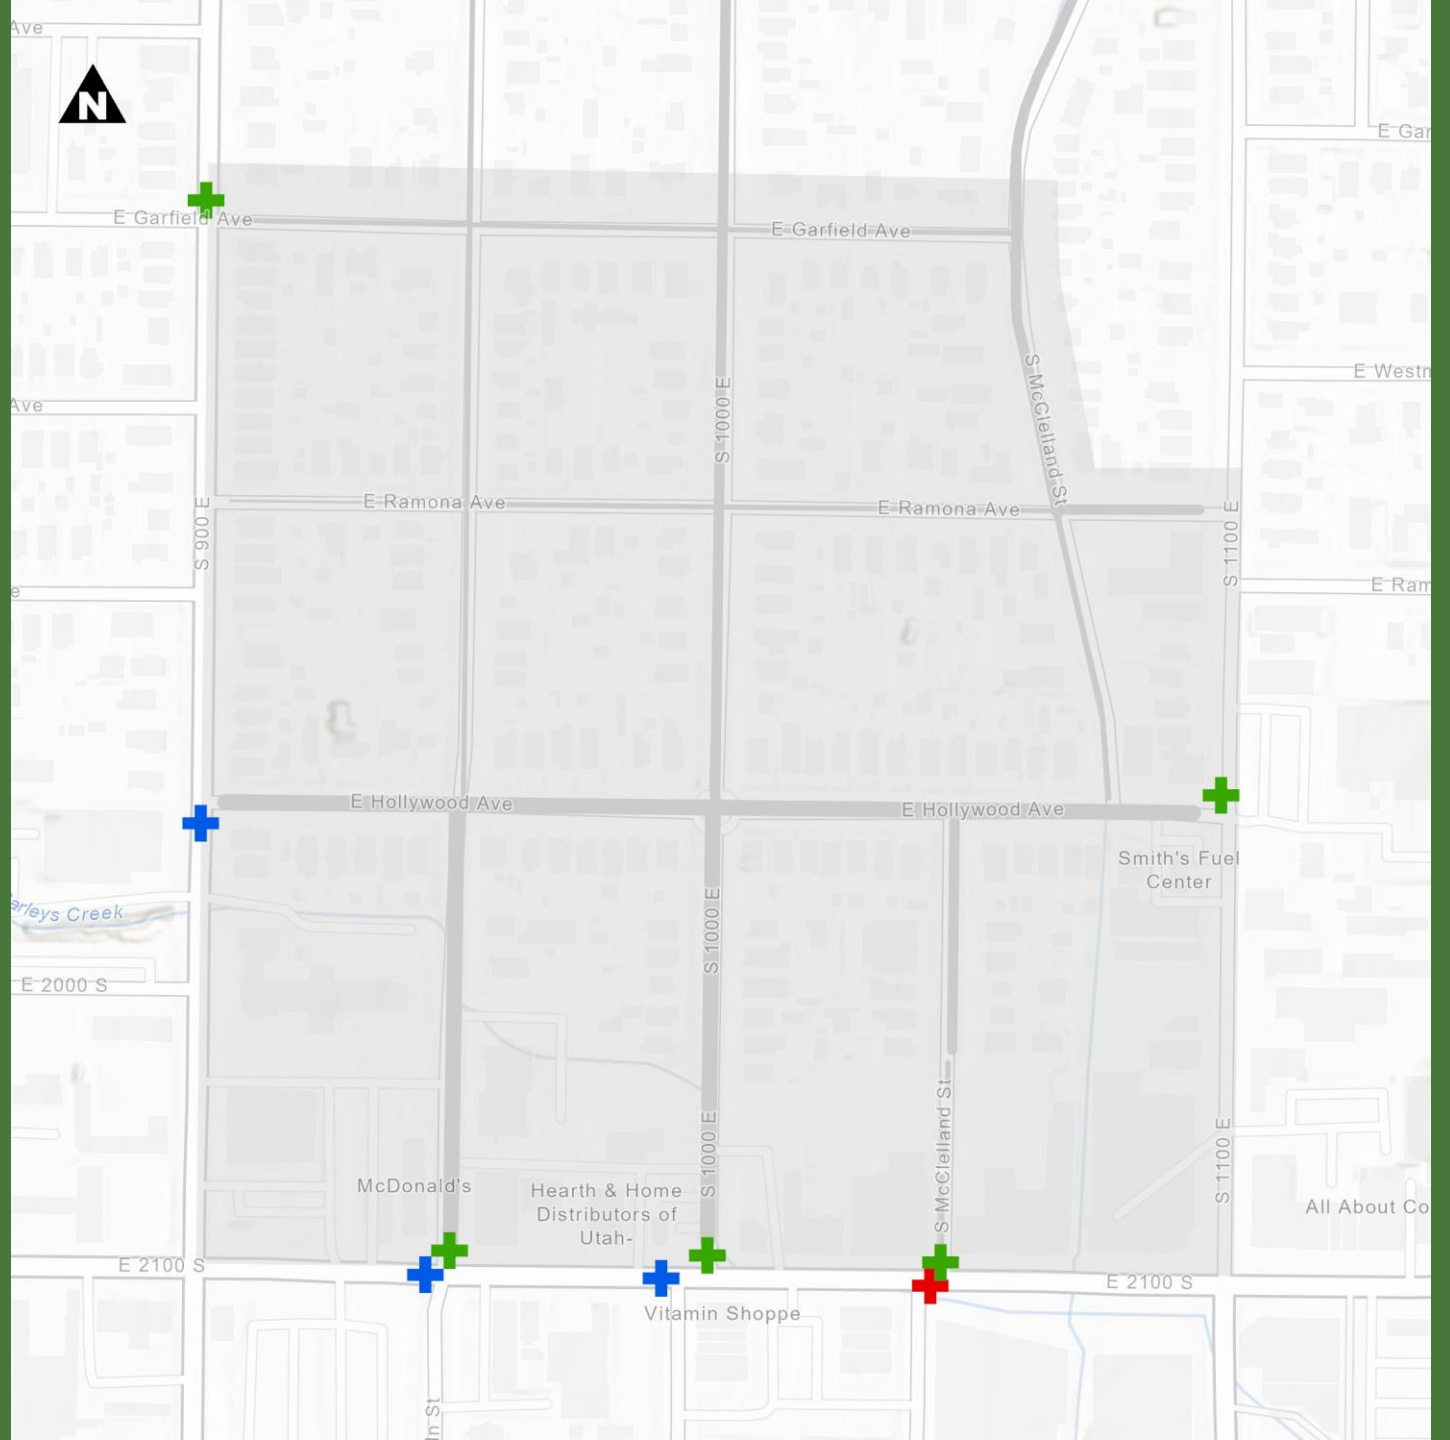 Ave
N
E Gar
E Garfield Ave
E Garfield Ave
E Westm
Ave
S McClelland St
S 1000 E
E Ramona Ave
E Ramona Ave
S 900 E
S 1100 E
e
E Ram
E Hollywood Ave
E Hollywood Ave
Smith's Fuel
Center
arleys Creek
S 1000 E
E 2000 S
S McClelland St
S 1000 E
S 1100 E
McDonald's
Hearth & Home
Distributors of
Utah-
All About Co
E 2100 S
E 2100 S
Vitamin Shoppe
ln St